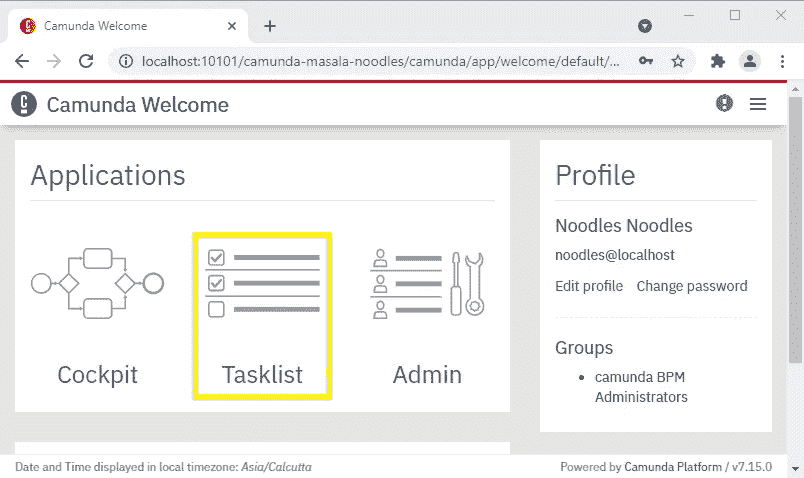 Camunda Welcome
localhost:10101/camunda-masala-noodles/camunda/app/welcome/default/...
Camunda Welcome
Applications
Cockpit
Tasklist
Admin
Profile
Noodles Noodles
noodles@localhost
Edit profile Change password
Groups
camunda BPM
Administrators
Date and Time displayed in local timezone: Asia/Calcutta
Powered by Camunda Platform / v7.15.0